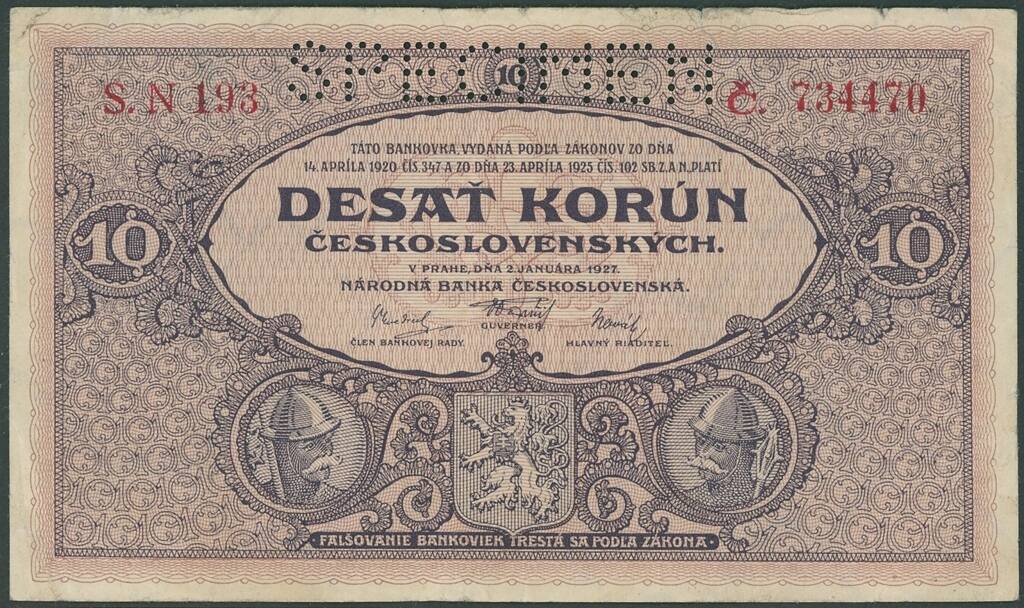 SPECIMEN
10
S. N 193
Č. 734470
TÁTO BANKOVKA, VYDANÁ PODĽA ZÁKONOV ZO DŇA
14. APRÍLA 1920 ČÍS. 347 A ZO DŇA 23. APRÍLA 1925 ČÍS. 102 SB. Z. A N., PLATÍ
DESAŤ KORÚN
ČESKOSLOVENSKÝCH.
10
10
V PRAHE, DŇA 2. JANUÁRA 1927.
NÁRODNÁ BANKA ČESKOSLOVENSKÁ.
GUVERNÉR
ČLEN BANKOVEJ RADY.
HLAVNÝ RIADITEĽ.
FALŠOVANIE BANKOVIEK TRESTÁ SA PODĽA ZÁKONA